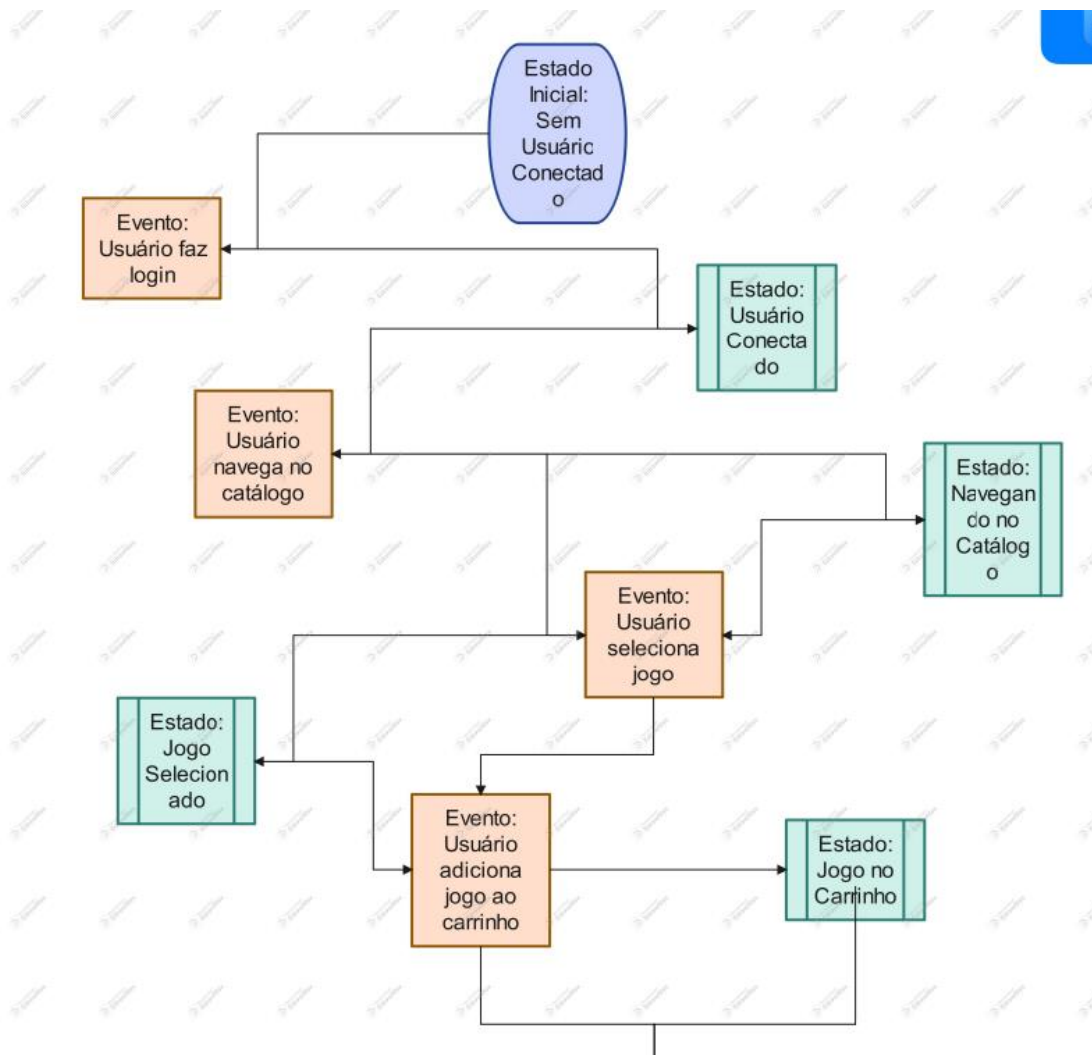 Estado
Inicial:
Sem
Usuário
Conectad
o
Evento:
Usuário faz
login
Estado:
Usuário
Conecta
do
Evento:
Usuário
navega no
catálogo
Estado:
Navegan
do no
Catálog
o
Evento:
Usuário
seleciona
jogo
Estado:
Jogo
Selecion
ado
Evento:
Usuário
adiciona
jogo ao
carrinho
Estado:
Jogo no
Carrinho